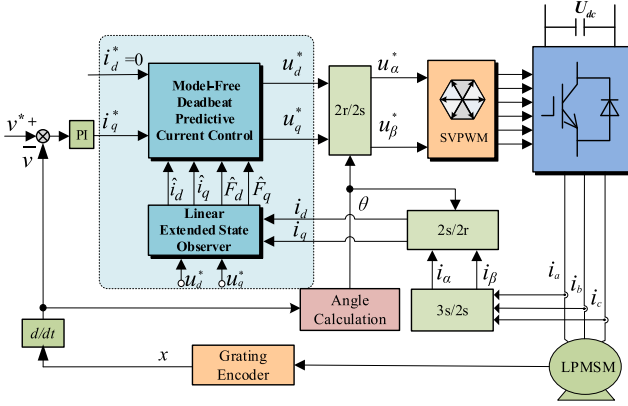 U_dc
i_d^*=0
Model-Free
Deadbeat
Predictive
Current Control
u_d^*
u_q^*
2r/2s
u_α^*
u_β^*
SVPWM
v*
+
−
v
PI
i_q^*
î_d
î_q
F̂_d
F̂_q
θ
Linear
Extended State
Observer
i_d
i_q
2s/2r
u_d^*
u_q^*
i_α
i_β
3s/2s
i_a
i_b
i_c
Angle
Calculation
d/dt
x
Grating
Encoder
LPMSM